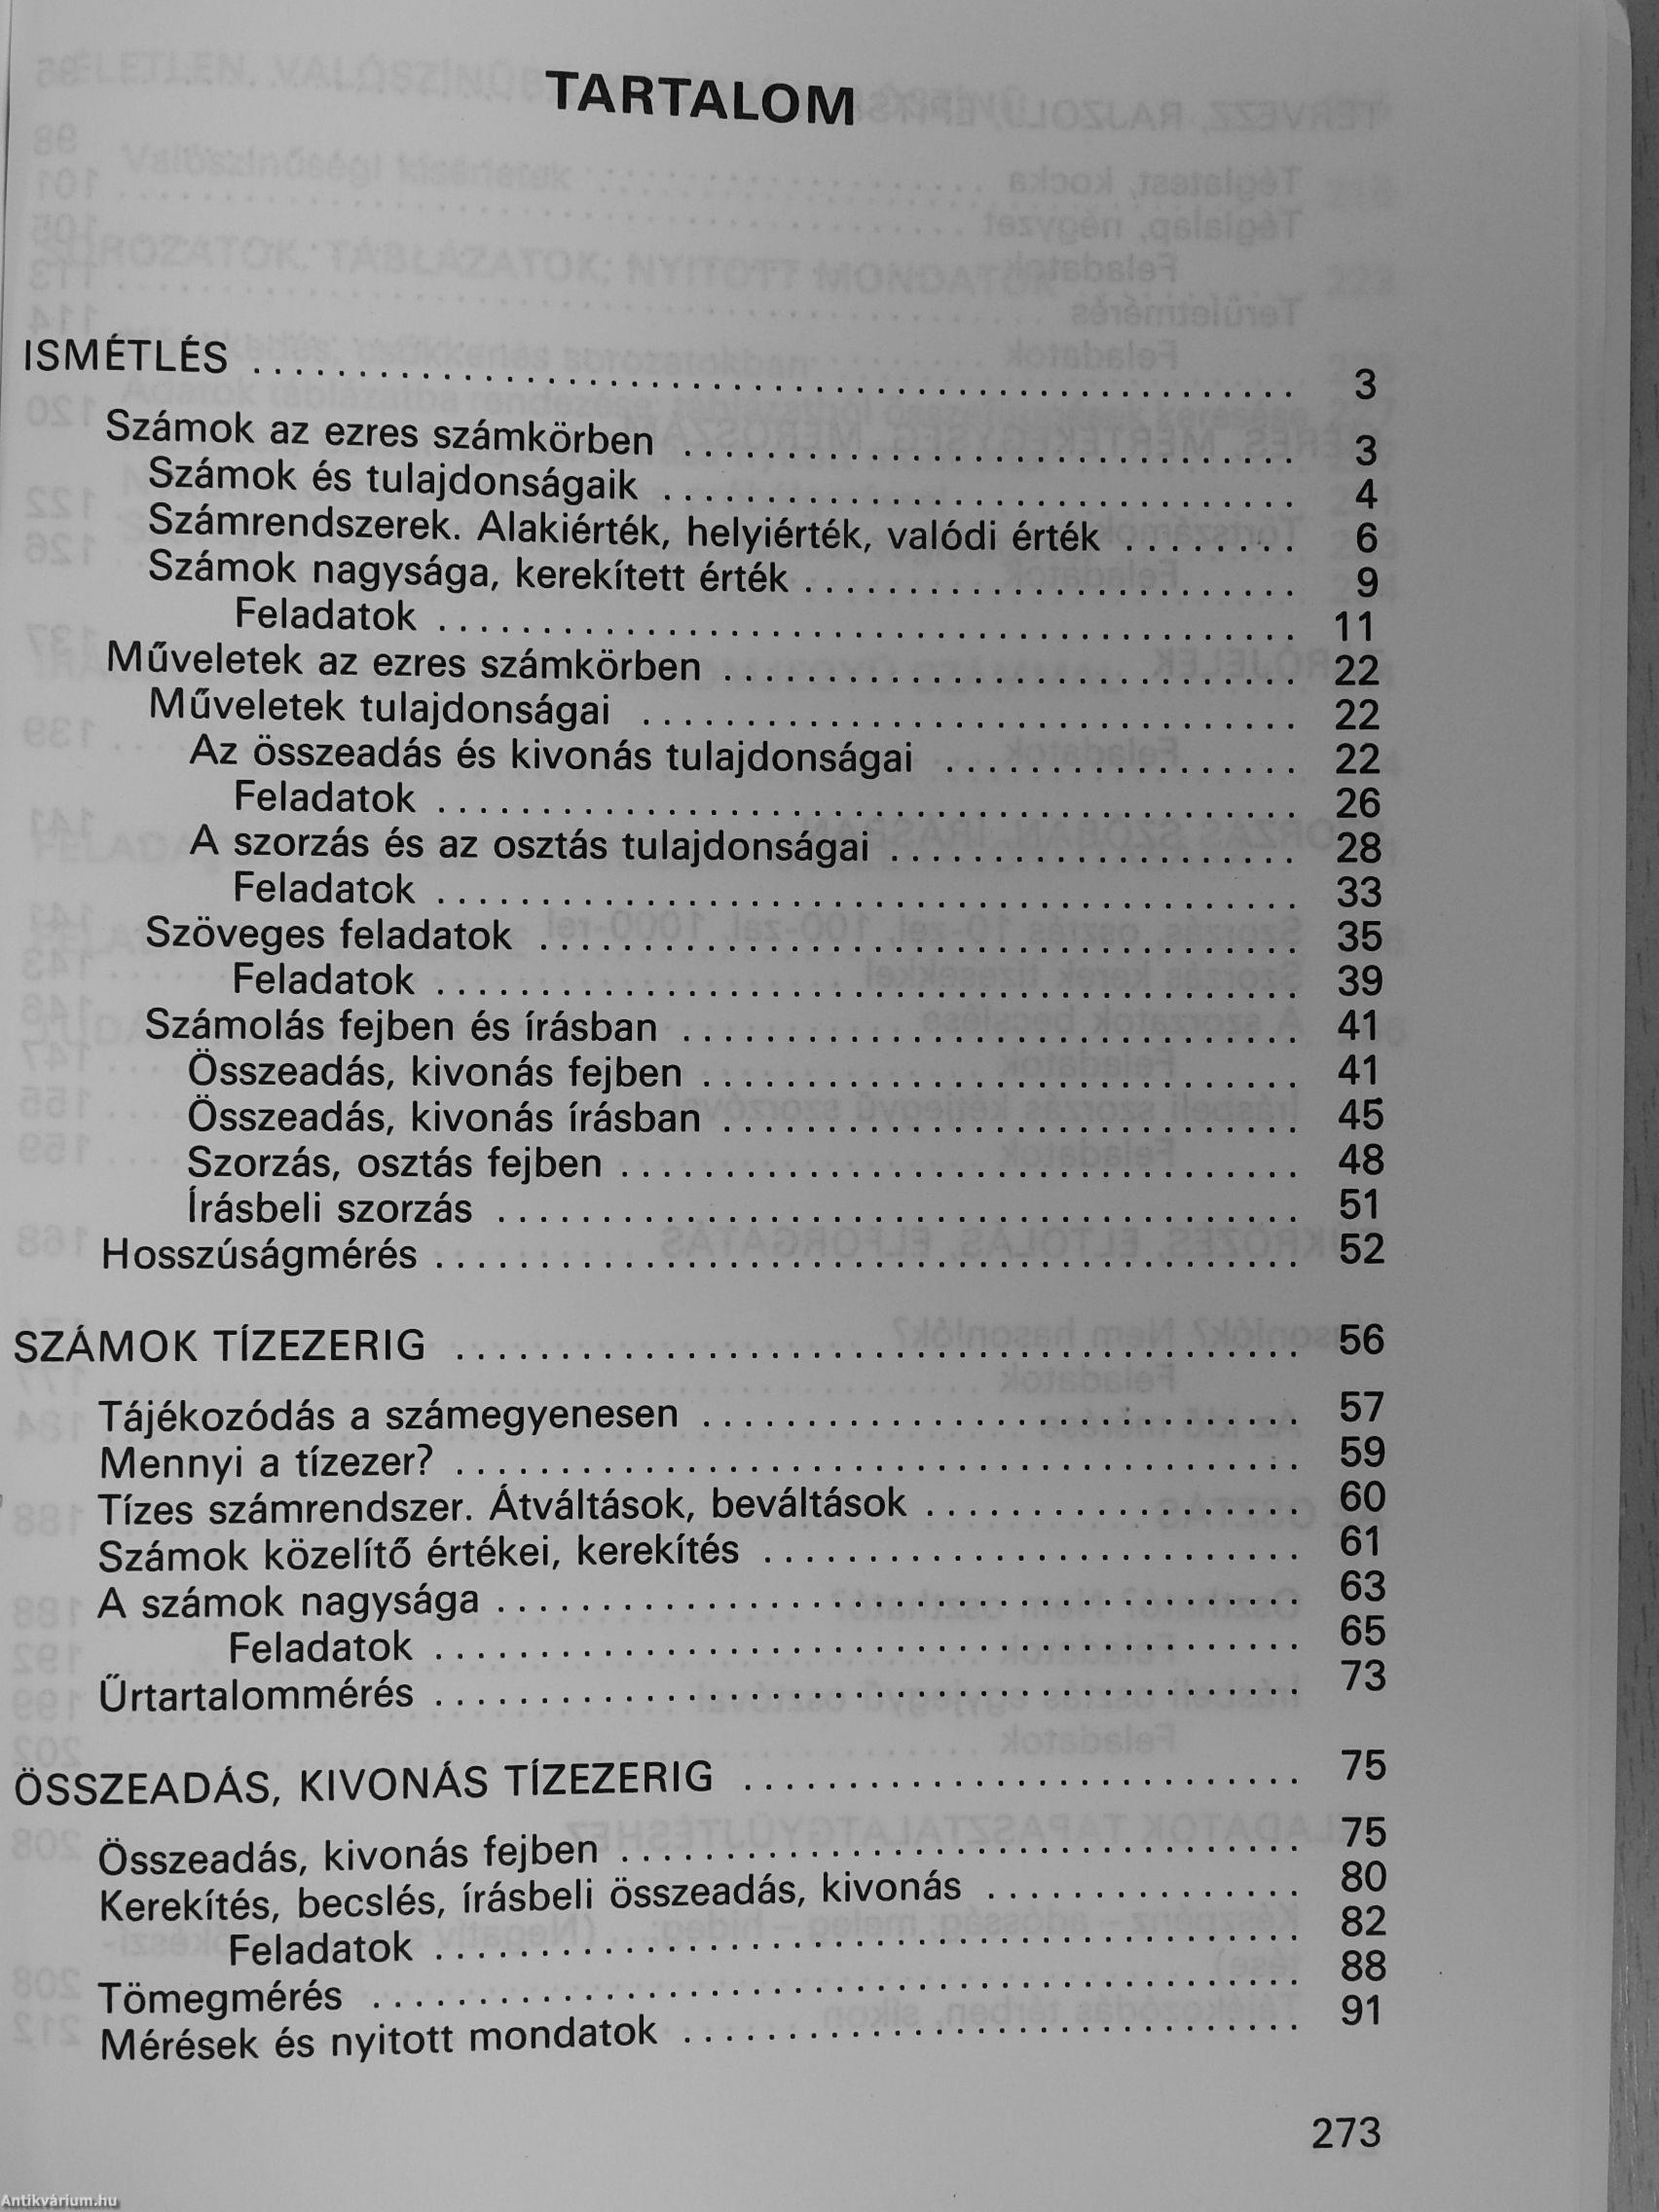 TARTALOM
ISMÉTLÉS 3
Számok az ezres számkörben 3
Számok és tulajdonságaik 4
Számrendszerek. Alakiérték, helyiérték, valódi érték 6
Számok nagysága, kerekített érték 9
Feladatok 11
Műveletek az ezres számkörben 22
Műveletek tulajdonságai 22
Az összeadás és kivonás tulajdonságai 22
Feladatok 26
A szorzás és az osztás tulajdonságai 28
Feladatok 33
Szöveges feladatok 35
Feladatok 39
Számolás fejben és írásban 41
Összeadás, kivonás fejben 41
Összeadás, kivonás írásban 45
Szorzás, osztás fejben 48
Írásbeli szorzás 51
Hosszúságmérés 52
SZÁMOK TÍZEZERIG 56
Tájékozódás a számegyenesen 57
Mennyi a tízezer? 59
Tízes számrendszer. Átváltások, beváltások 60
Számok közelítő értékei, kerekítés 61
A számok nagysága 63
Feladatok 65
Űrtartalommérés 73
ÖSSZEADÁS, KIVONÁS TÍZEZERIG 75
Összeadás, kivonás fejben 75
Kerekítés, becslés, írásbeli összeadás, kivonás 80
Feladatok 82
Tömegmérés 88
Mérések és nyitott mondatok 91
273
Antikvárium.hu